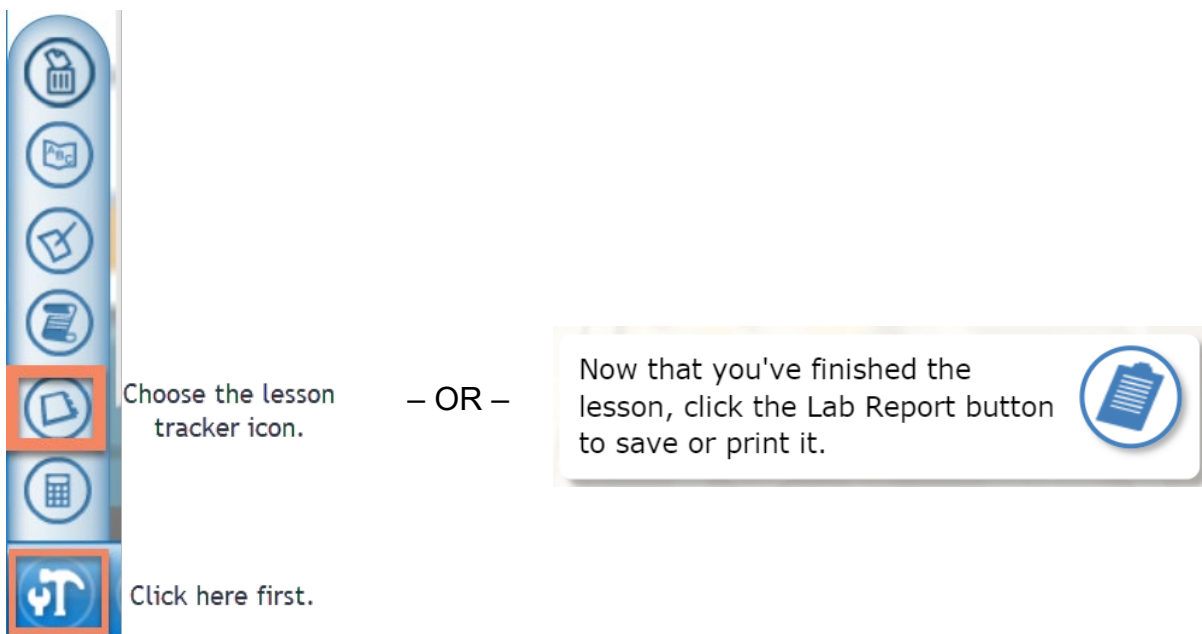 ABC
Choose the lesson
tracker icon.
– OR –
Now that you've finished the
lesson, click the Lab Report button
to save or print it.
Click here first.